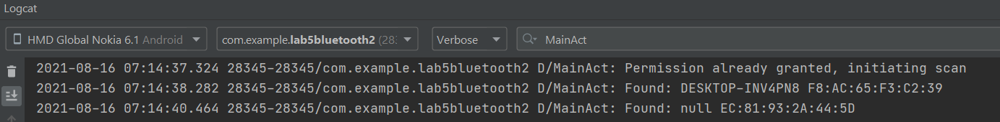 Logcat
HMD Global Nokia 6.1 Android com.example.lab5bluetooth2 (28: Verbose MainAct
2021-08-16 07:14:37.324 28345-28345/com.example.lab5bluetooth2 D/MainAct: Permission already granted, initiating scan
2021-08-16 07:14:38.282 28345-28345/com.example.lab5bluetooth2 D/MainAct: Found: DESKTOP-INV4PN8 F8:AC:65:F3:C2:39
2021-08-16 07:14:40.464 28345-28345/com.example.lab5bluetooth2 D/MainAct: Found: null EC:81:93:2A:44:5D